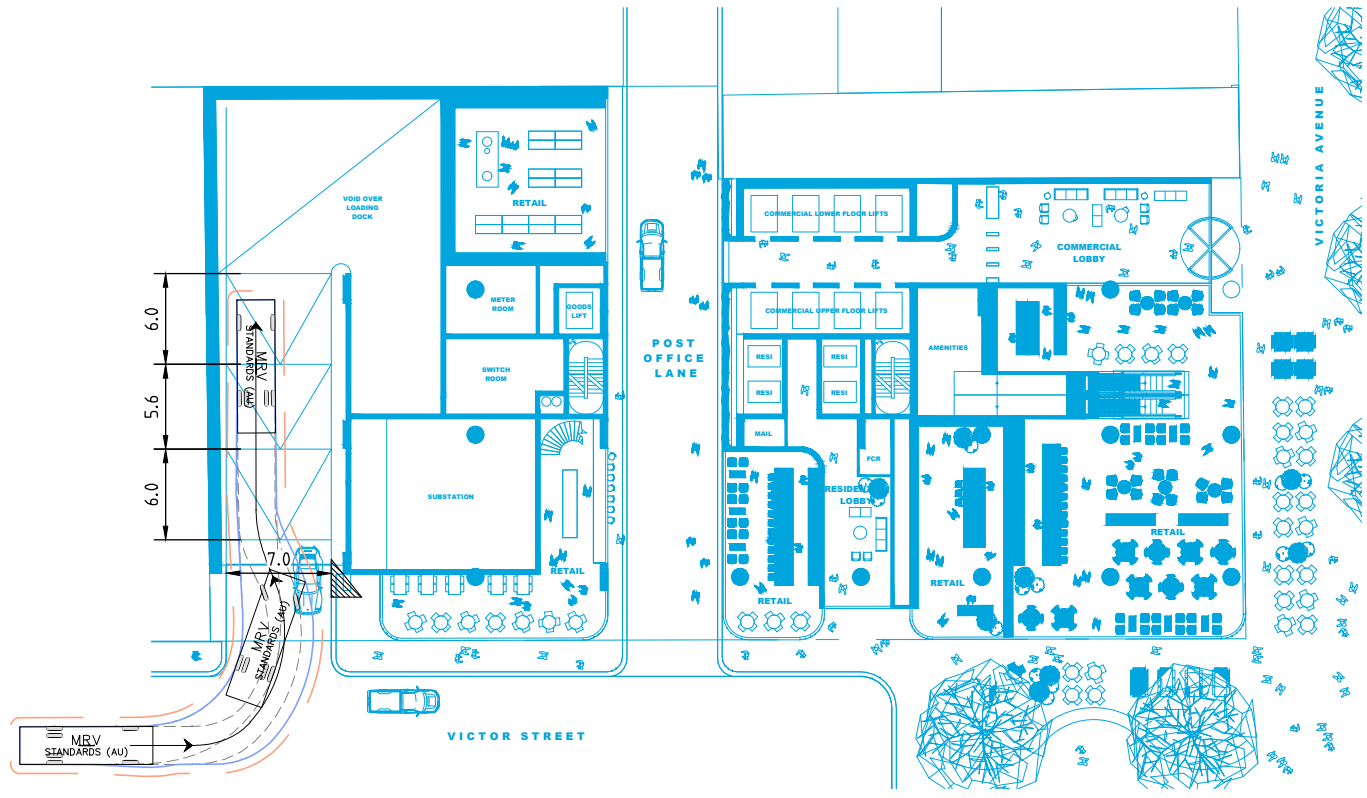 VICTORIA AVENUE
VOID OVER
LOADING
DOCK
RETAIL
COMMERCIAL LOWER FLOOR LIFTS
COMMERCIAL
LOBBY
6.0
METER
ROOM
GOODS
LIFT
COMMERCIAL UPPER FLOOR LIFTS
MRV
STANDARDS (AU)
POST
OFFICE
LANE
RESI
RESI
AMENITIES
5.6
SWITCH
ROOM
RESI
RESI
MAIL
FCR
6.0
SUBSTATION
RESIDEN
LOBBY
RETAIL
7.0
RETAIL
RETAIL
RETAIL
MRV
STANDARDS (AU)
MRV
STANDARDS (AU)
VICTOR STREET